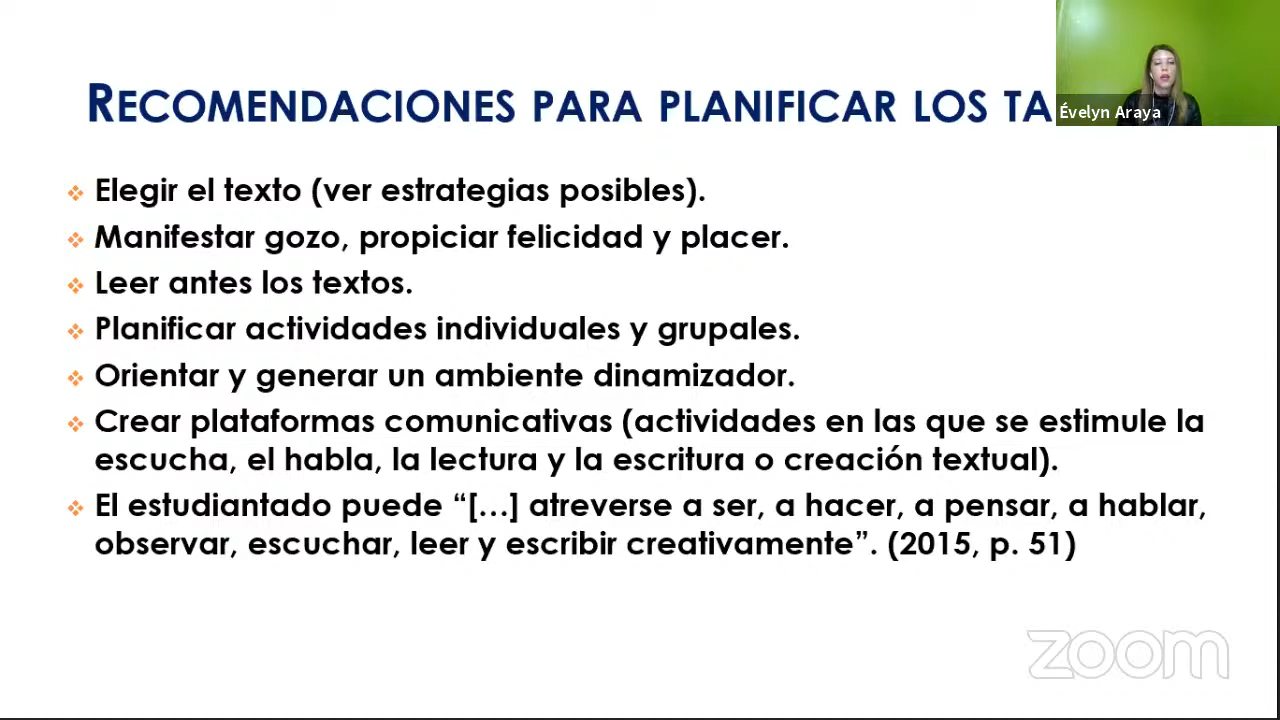 RECOMENDACIONES PARA PLANIFICAR LOS TA
Évelyn Araya
❖ Elegir el texto (ver estrategias posibles).
❖ Manifestar gozo, propiciar felicidad y placer.
❖ Leer antes los textos.
❖ Planificar actividades individuales y grupales.
❖ Orientar y generar un ambiente dinamizador.
❖ Crear plataformas comunicativas (actividades en las que se estimule la
escucha, el habla, la lectura y la escritura o creación textual).
❖ El estudiantado puede “[…] atreverse a ser, a hacer, a pensar, a hablar,
observar, escuchar, leer y escribir creativamente”. (2015, p. 51)
zoom